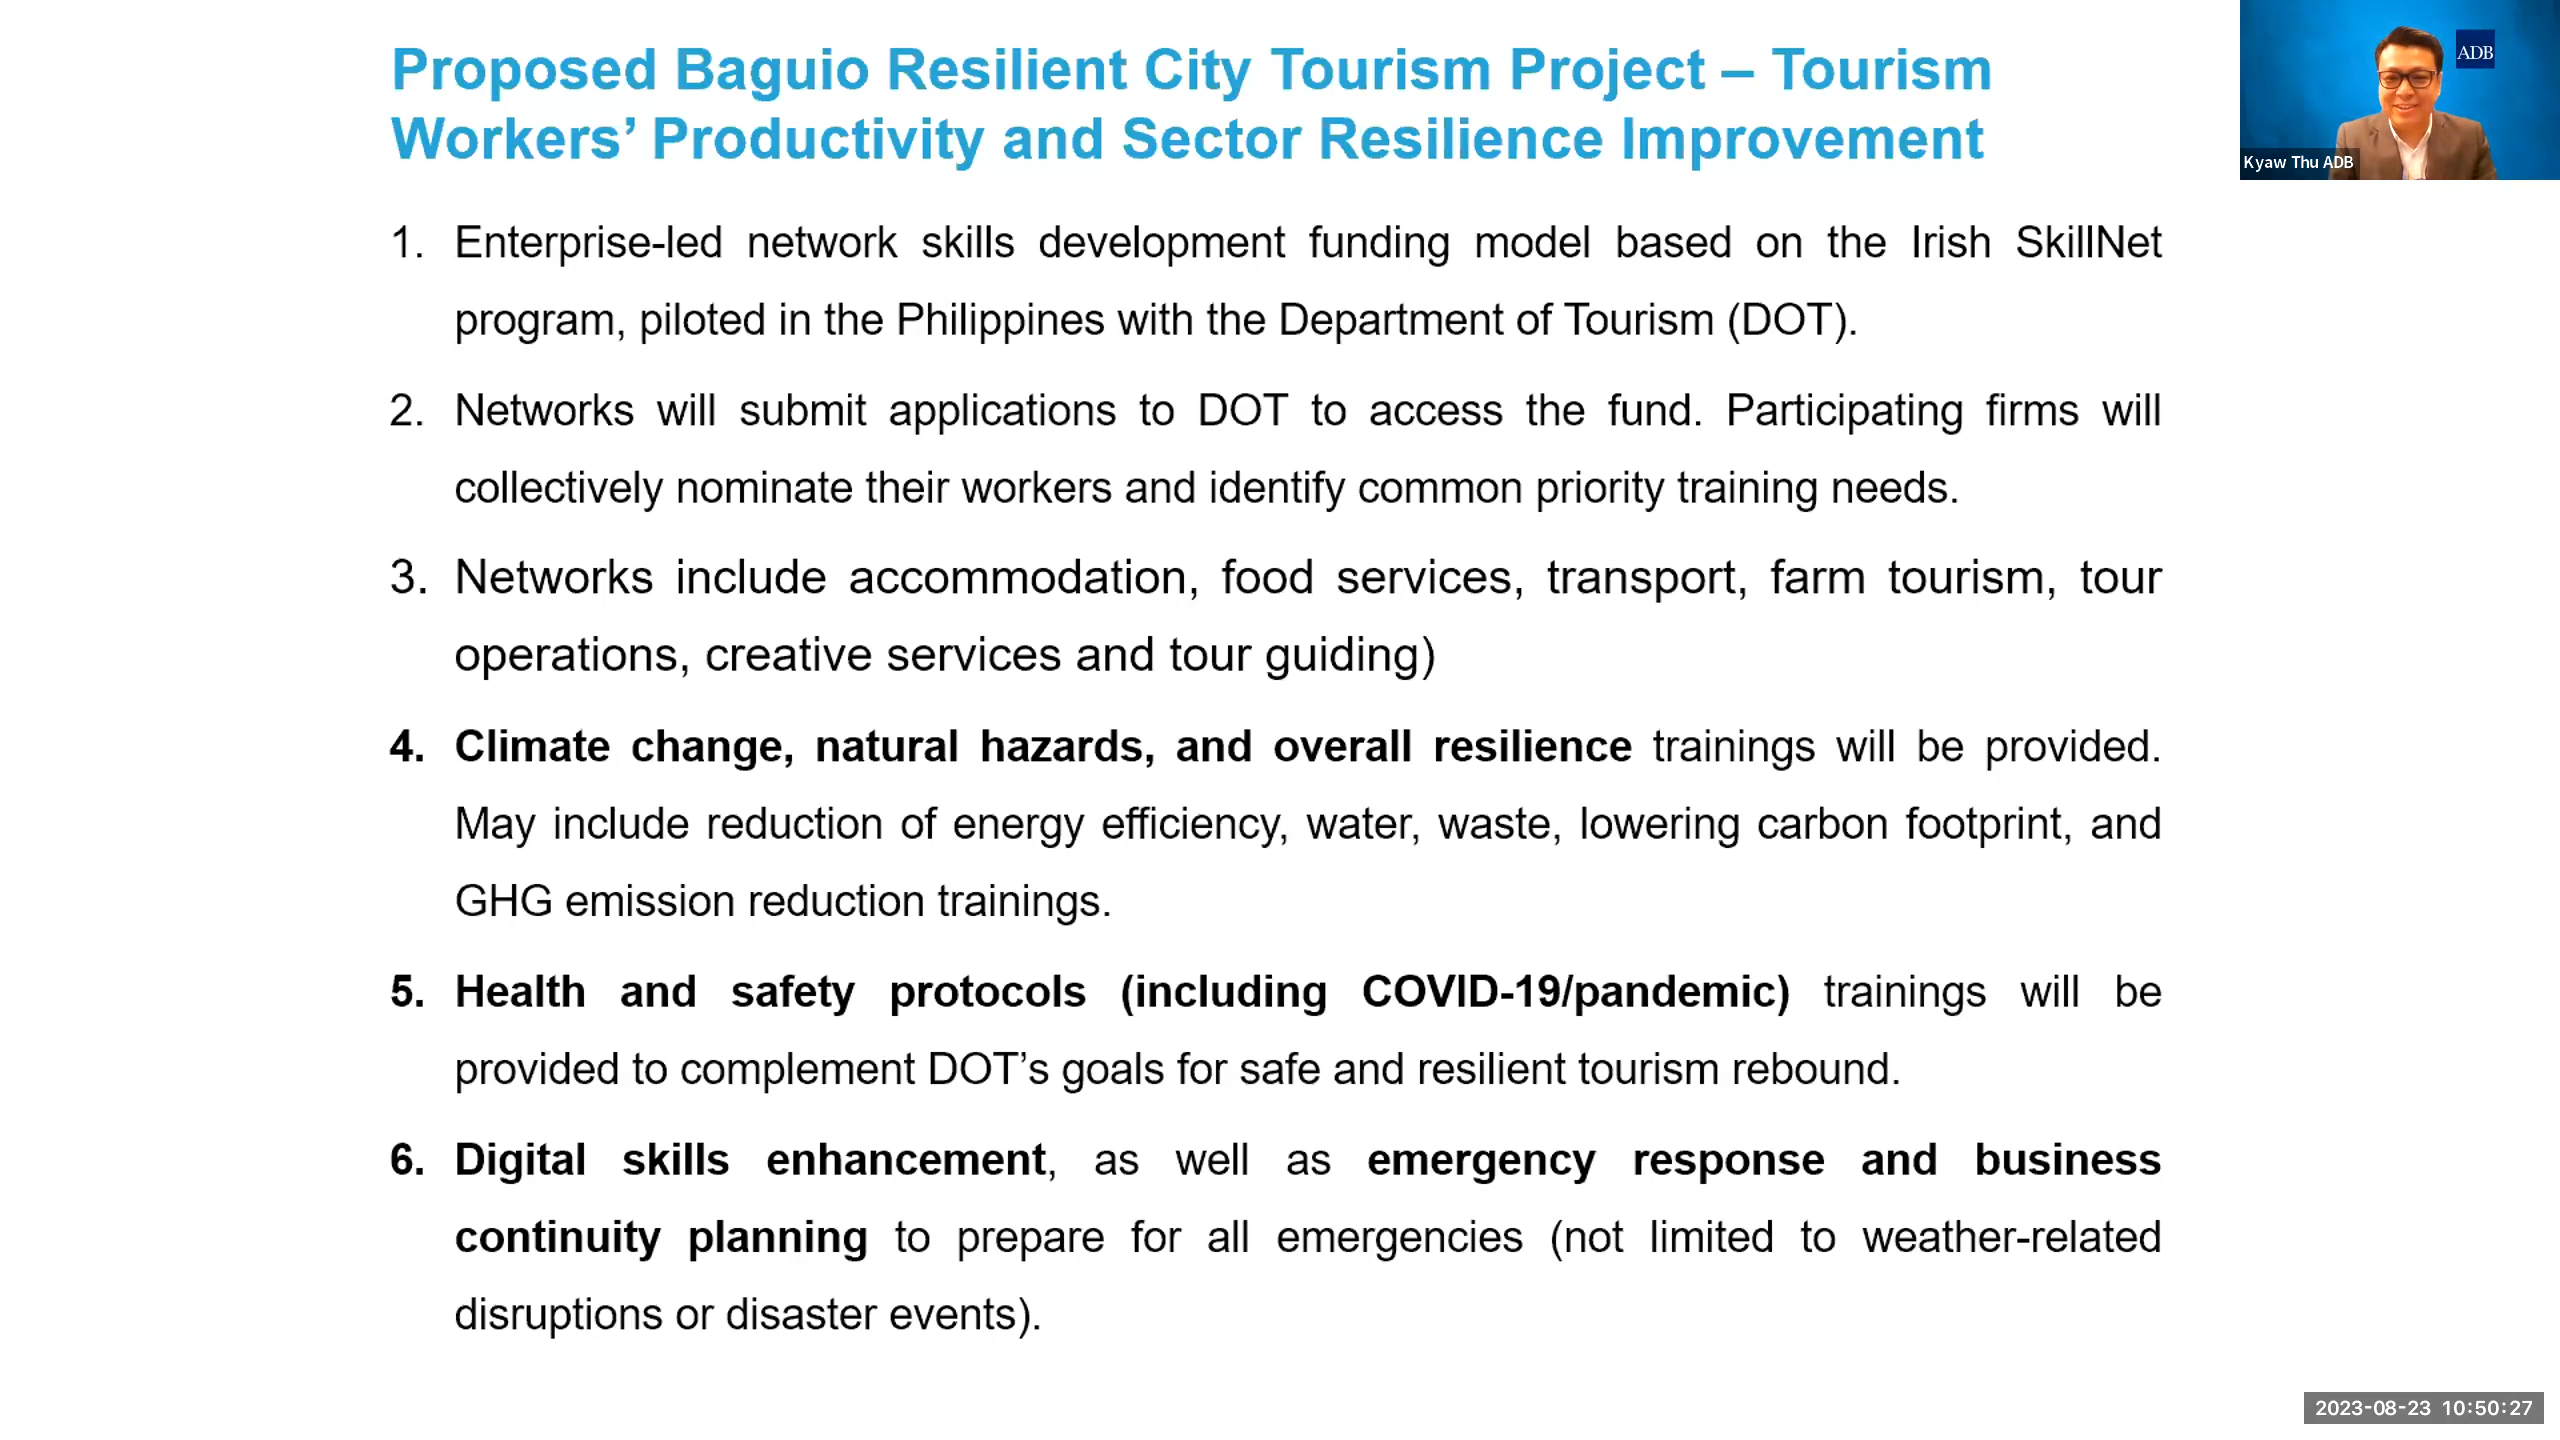 Proposed Baguio Resilient City Tourism Project – Tourism
Workers’ Productivity and Sector Resilience Improvement
ADB
Kyaw Thu ADB
1. Enterprise-led network skills development funding model based on the Irish SkillNet
program, piloted in the Philippines with the Department of Tourism (DOT).
2. Networks will submit applications to DOT to access the fund. Participating firms will
collectively nominate their workers and identify common priority training needs.
3. Networks include accommodation, food services, transport, farm tourism, tour
operations, creative services and tour guiding)
4. Climate change, natural hazards, and overall resilience trainings will be provided.
May include reduction of energy efficiency, water, waste, lowering carbon footprint, and
GHG emission reduction trainings.
5. Health and safety protocols (including COVID-19/pandemic) trainings will be
provided to complement DOT’s goals for safe and resilient tourism rebound.
6. Digital skills enhancement, as well as emergency response and business
continuity planning to prepare for all emergencies (not limited to weather-related
disruptions or disaster events).
2023-08-23 10:50:27